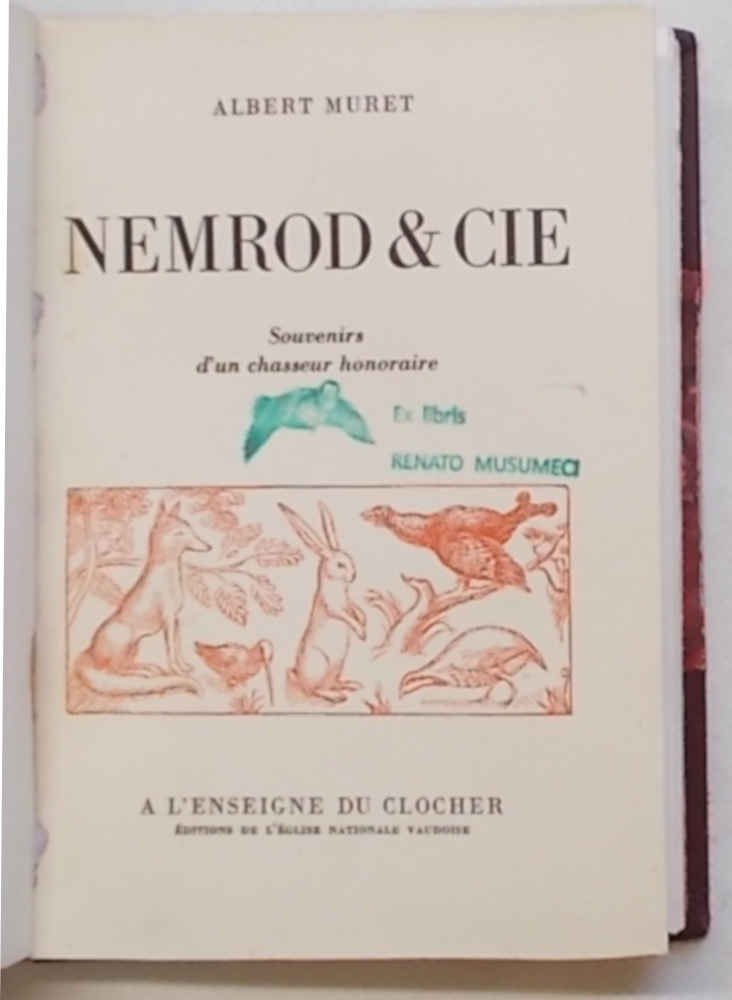 ALBERT MURET
NEMROD & CIE
Souvenirs
d'un chasseur honoraire
Ex libris
RENATO MUSUMECI
A L'ENSEIGNE DU CLOCHER
ÉDITIONS DE L'ÉGLISE NATIONALE VAUDOISE